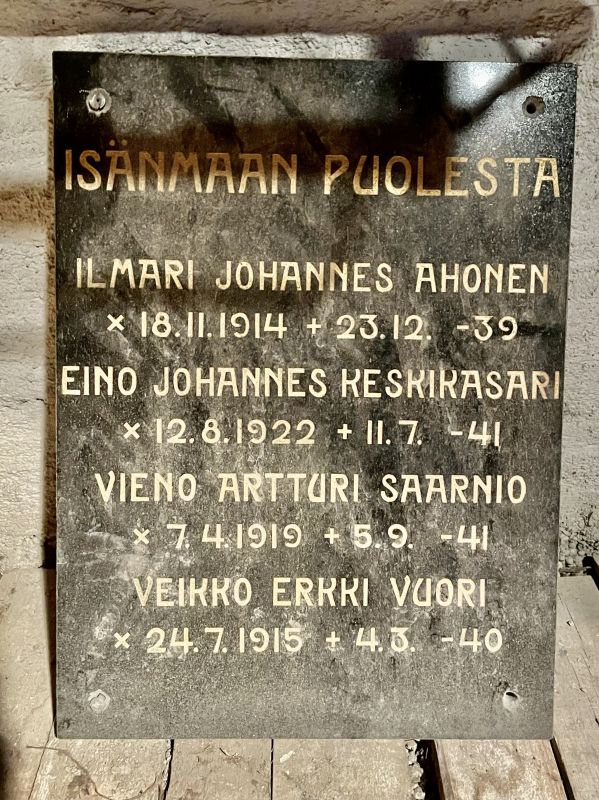 ISÄNMAAN PUOLESTA
ILMARI JOHANNES AHONEN
× 18.11.1914 + 23.12. -39
EINO JOHANNES KESKIKASARI
× 12.8.1922 + 11.7. -41
VIENO ARTTURI SAARNIO
× 7.4.1919 + 5.9. -41
VEIKKO ERKKI VUORI
× 24.7.1915 + 4.3. -40